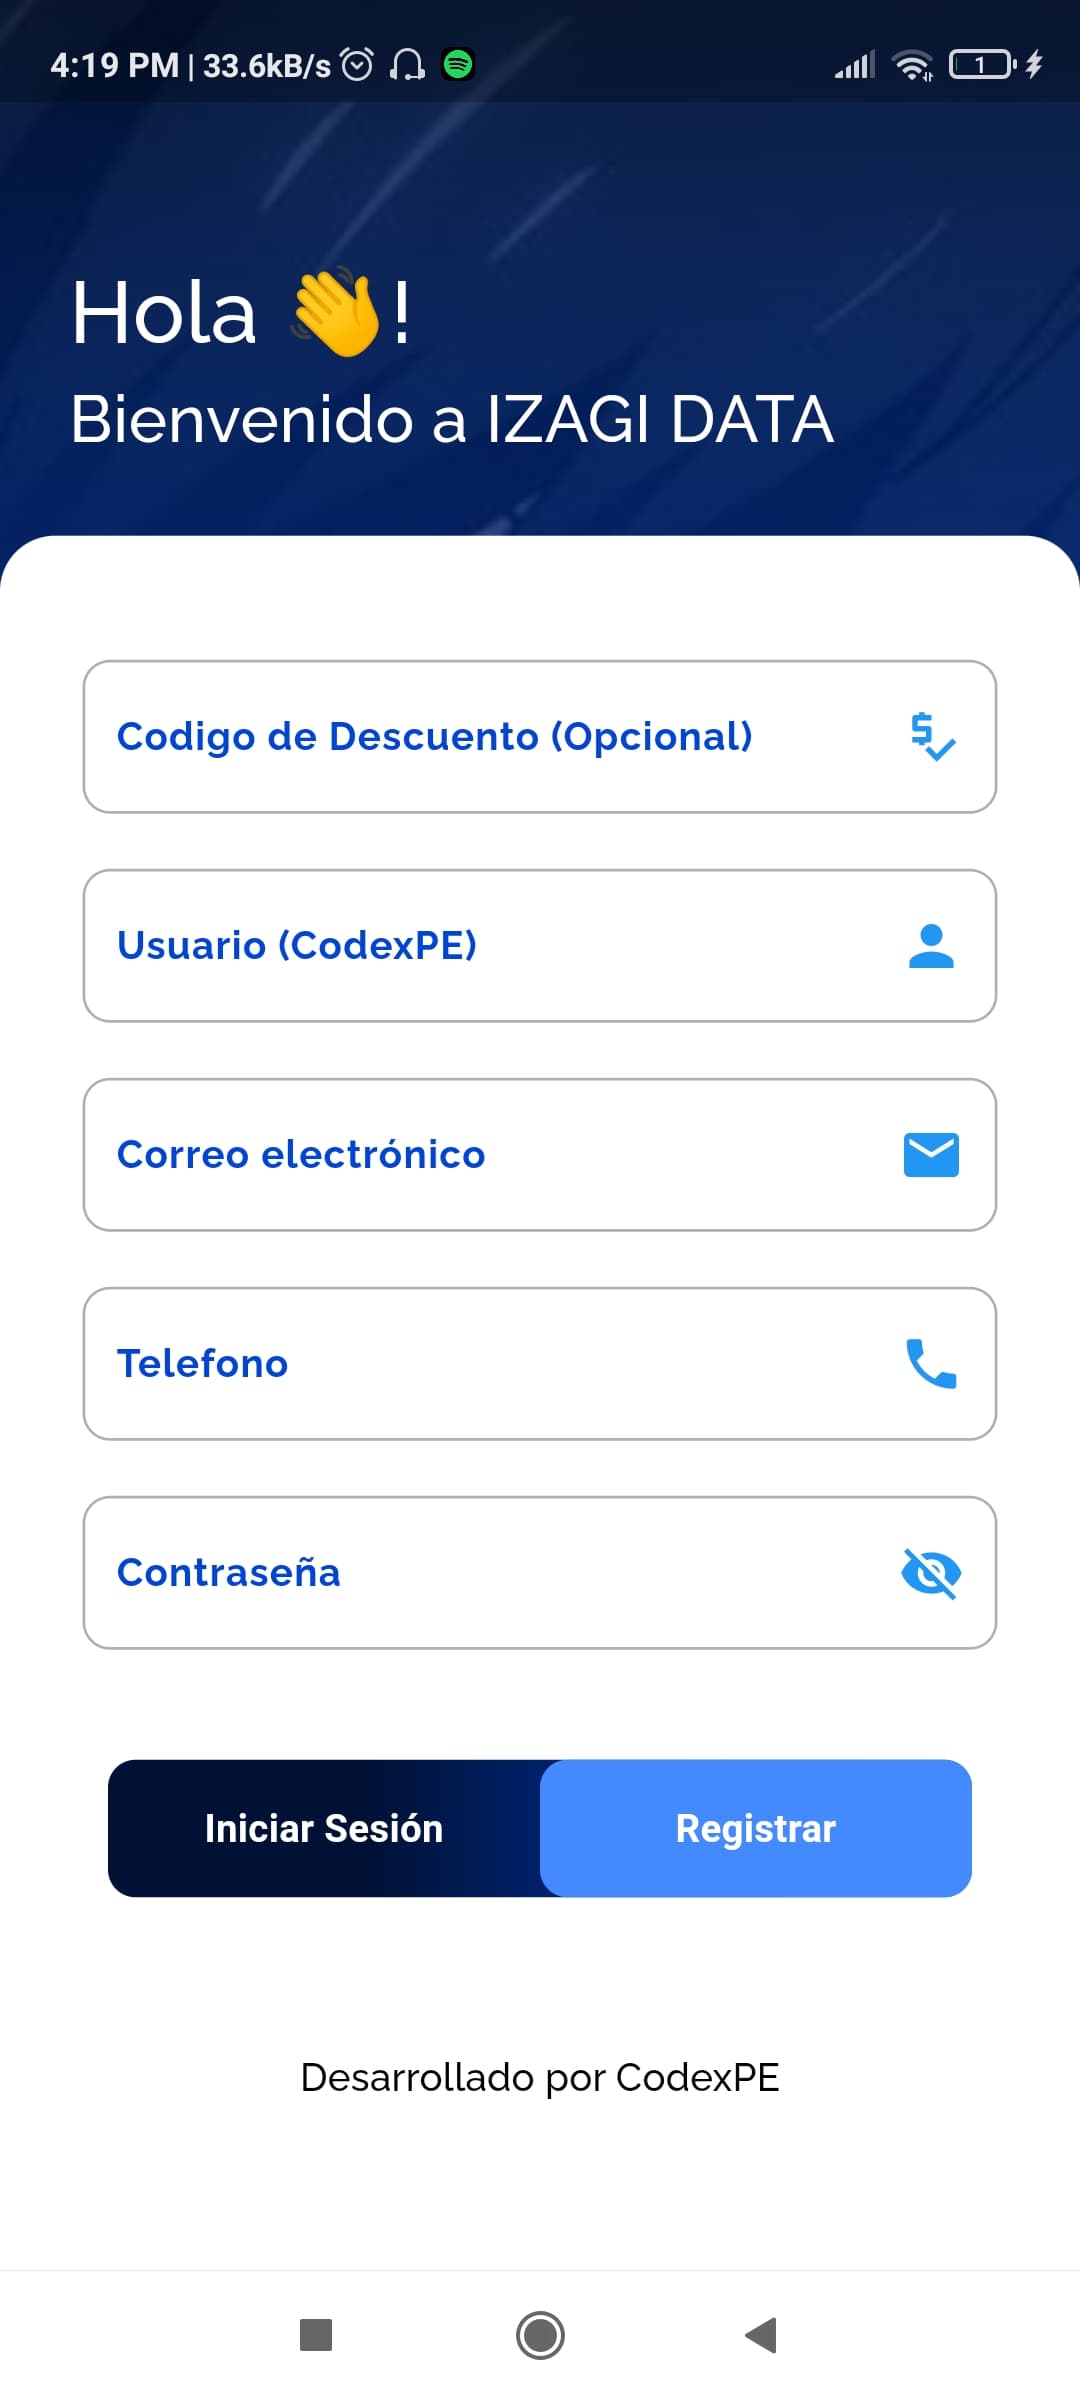 4:19 PM | 33.6kB/s 1
Hola 👋!
Bienvenido a IZAGI DATA
Codigo de Descuento (Opcional)
Usuario (CodexPE)
Correo electrónico
Telefono
Contraseña
Iniciar Sesión Registrar
Desarrollado por CodexPE